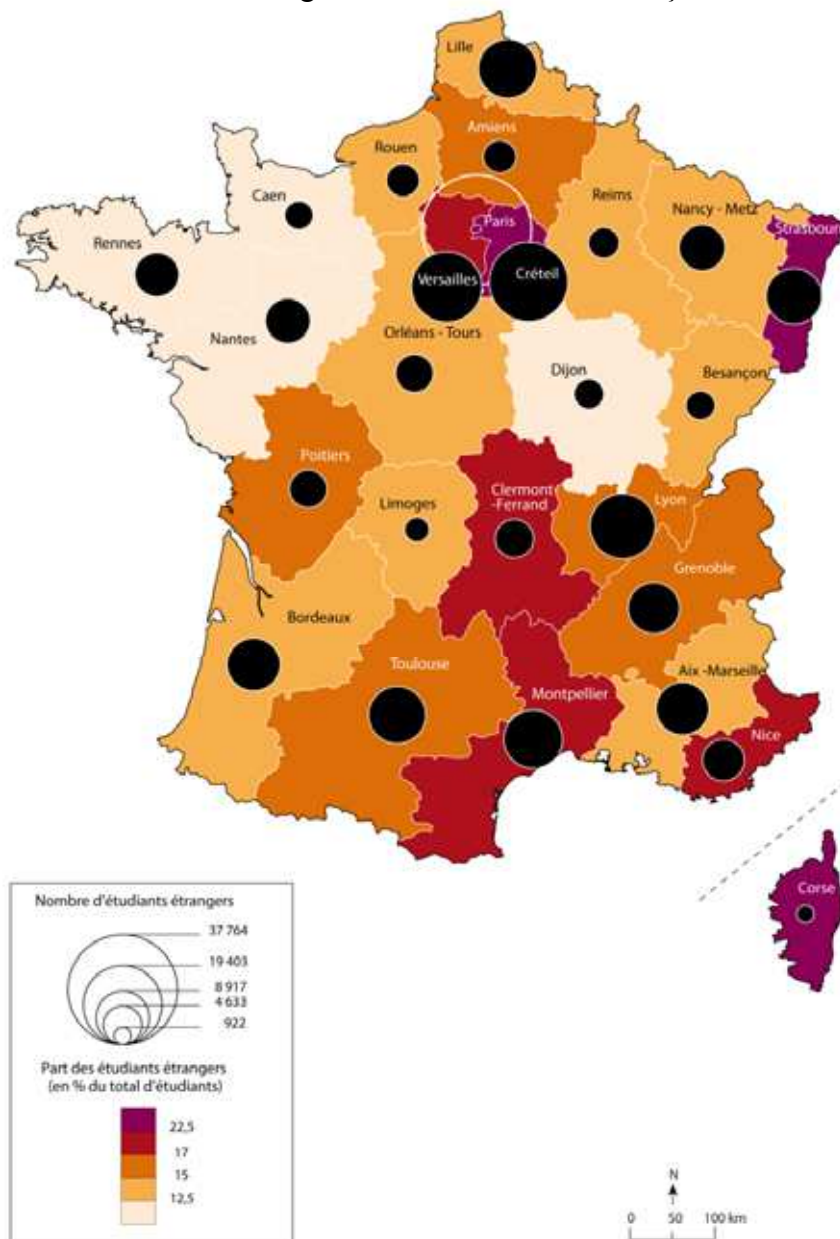 Lille
Amiens
Rouen
Caen
Reims
Nancy - Metz
Paris
Strasbour
Rennes
Versailles
Créteil
Nantes
Orléans - Tours
Dijon
Besançon
Poitiers
Limoges
Clermont
-Ferrand
Lyon
Grenoble
Bordeaux
Toulouse
Aix -Marseille
Montpellier
Nice
Corse
Nombre d'étudiants étrangers
37 764
19 403
8 917
4 633
922
Part des étudiants étrangers
(en % du total d'étudiants)
22,5
17
15
12,5
N
0 50 100 km